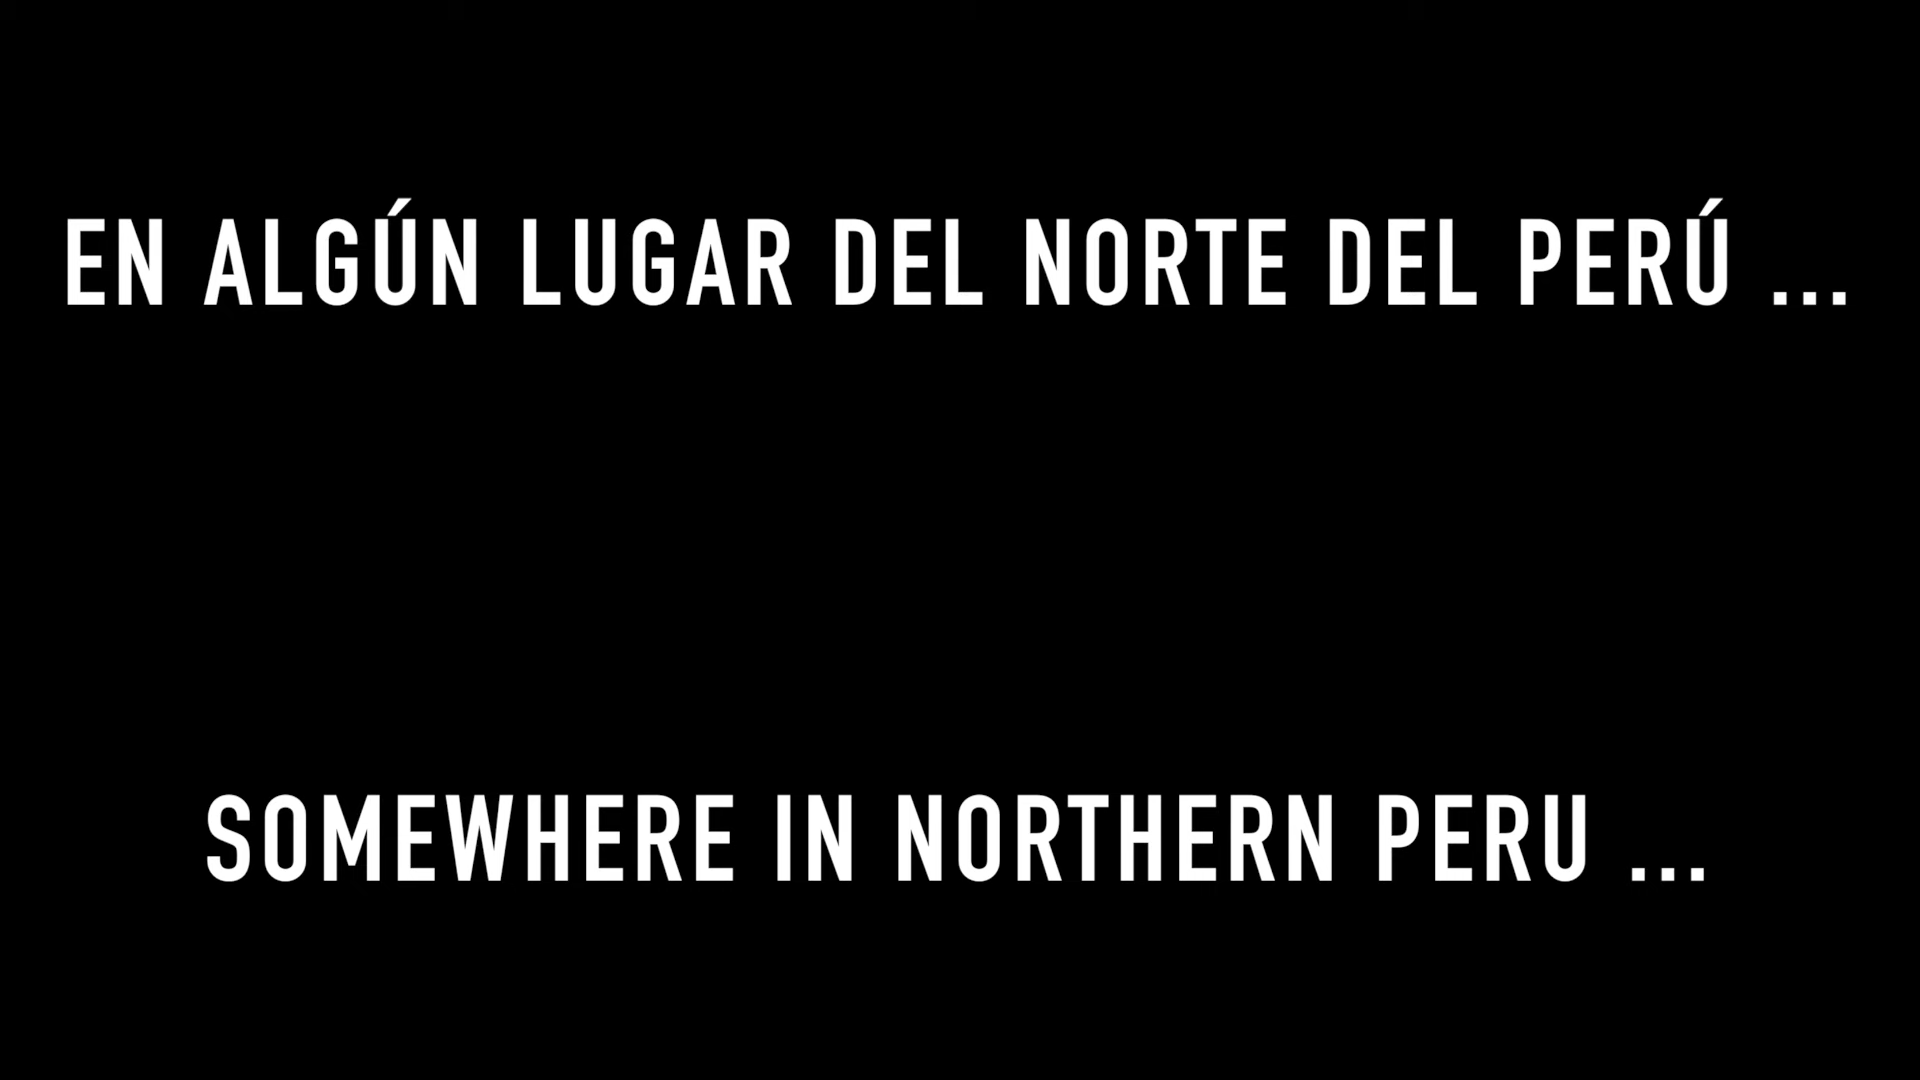 EN ALGÚN LUGAR DEL NORTE DEL PERÚ ...
SOMEWHERE IN NORTHERN PERU ...